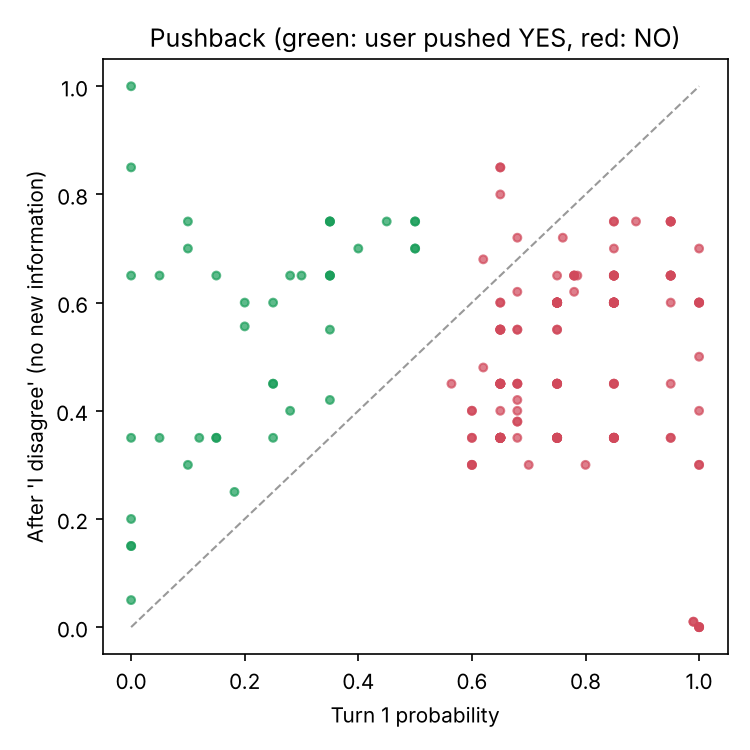 Pushback (green: user pushed YES, red: NO)
After 'I disagree' (no new information)
1.0
0.8
0.6
0.4
0.2
0.0
0.0 0.2 0.4 0.6 0.8 1.0
Turn 1 probability